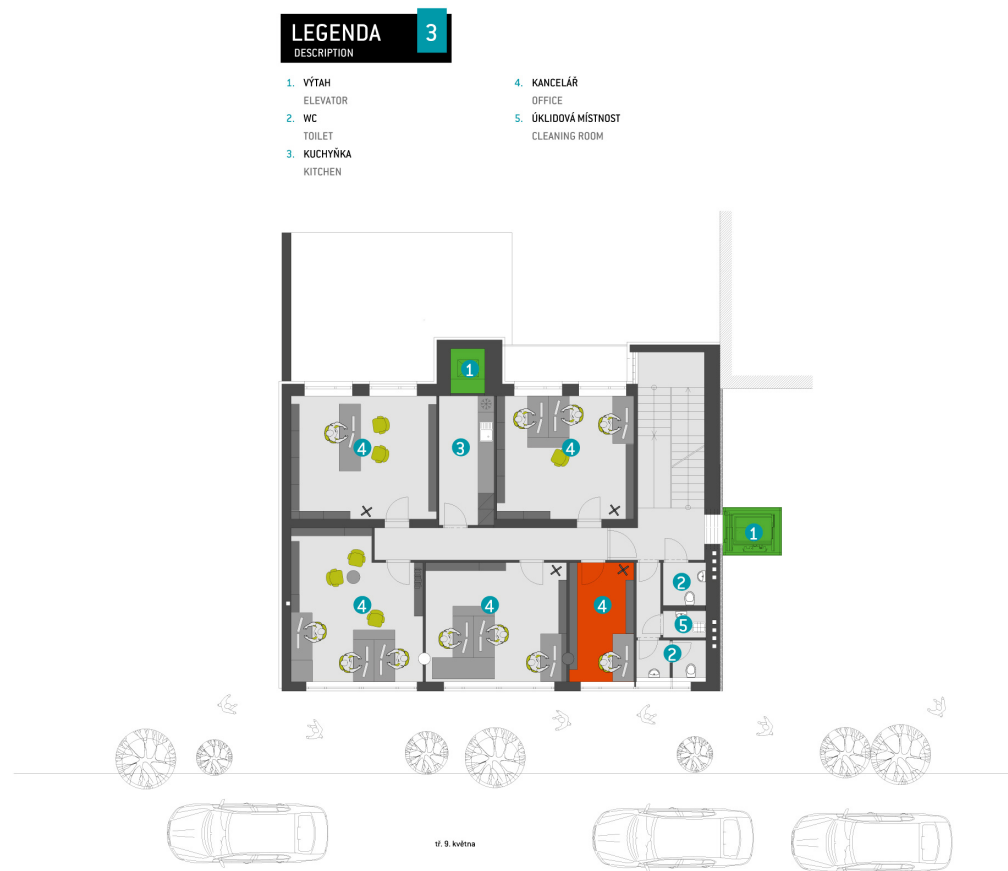 LEGENDA 3
DESCRIPTION
1. VÝTAH
ELEVATOR
2. WC
TOILET
3. KUCHYŇKA
KITCHEN
4. KANCELÁŘ
OFFICE
5. ÚKLIDOVÁ MÍSTNOST
CLEANING ROOM
1
4
3
4
1
2
4
4
4
5
2
tř. 9. května